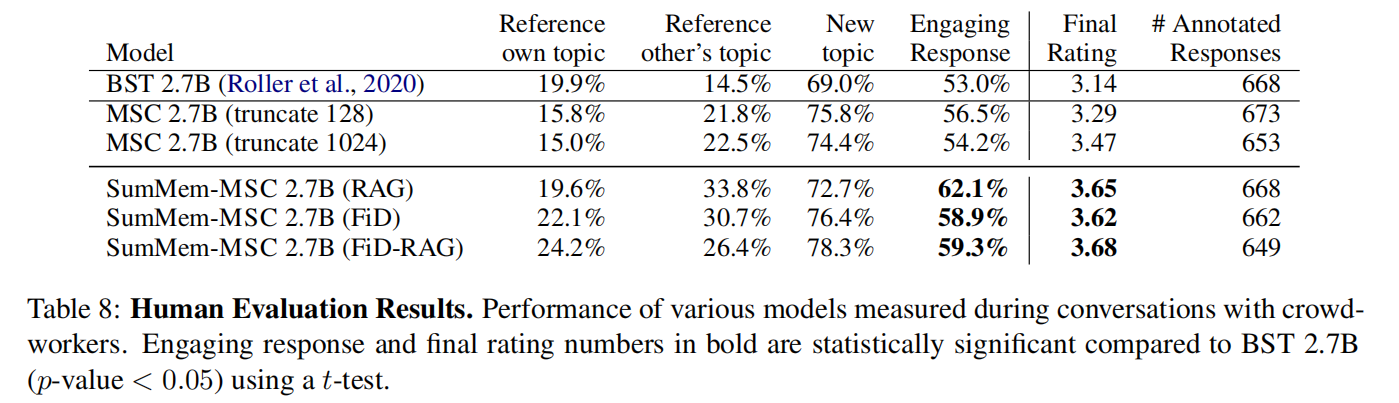 Reference Reference New Engaging Final # Annotated
Model own topic other's topic topic Response Rating Responses
BST 2.7B (Roller et al., 2020) 19.9% 14.5% 69.0% 53.0% 3.14 668
MSC 2.7B (truncate 128) 15.8% 21.8% 75.8% 56.5% 3.29 673
MSC 2.7B (truncate 1024) 15.0% 22.5% 74.4% 54.2% 3.47 653
SumMem-MSC 2.7B (RAG) 19.6% 33.8% 72.7% 62.1% 3.65 668
SumMem-MSC 2.7B (FiD) 22.1% 30.7% 76.4% 58.9% 3.62 662
SumMem-MSC 2.7B (FiD-RAG) 24.2% 26.4% 78.3% 59.3% 3.68 649
Table 8: Human Evaluation Results. Performance of various models measured during conversations with crowd-
workers. Engaging response and final rating numbers in bold are statistically significant compared to BST 2.7B
(p-value < 0.05) using a t-test.